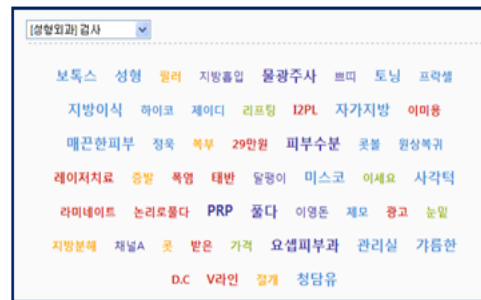 [성형외과] 검사
보톡스 성형 필러 지방흡입 물광주사 쁘띠 토닝 프락셀
지방이식 하이코 제이디 리프팅 I2PL 자가지방 이미용
매끈한피부 정욱 복부 29만원 피부수분 콧볼 원상복귀
레이저치료 증발 폭염 태반 달팽이 미스코 이세요 사각턱
라미네이트 논리로풀다 PRP 풀다 이영돈 제모 광고 눈밑
지방분해 채널A 콧 받은 가격 요셉피부과 관리실 갸름한
D.C V라인 절개 청담유